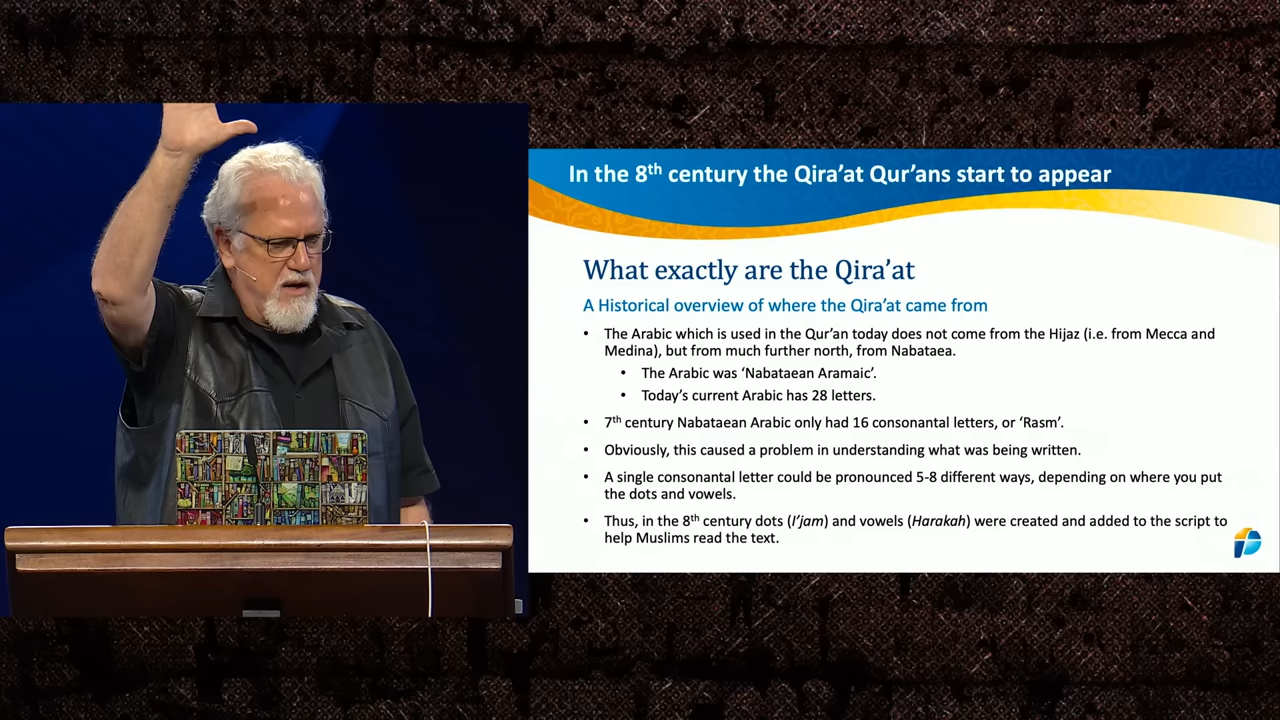 In the 8th century the Qira’at Qur’ans start to appear
What exactly are the Qira’at
A Historical overview of where the Qira’at came from
• The Arabic which is used in the Qur’an today does not come from the Hijaz (i.e. from Mecca and
Medina), but from much further north, from Nabataea.
• The Arabic was ‘Nabataean Aramaic’.
• Today’s current Arabic has 28 letters.
• 7th century Nabataean Arabic only had 16 consonantal letters, or ‘Rasm’.
• Obviously, this caused a problem in understanding what was being written.
• A single consonantal letter could be pronounced 5-8 different ways, depending on where you put
the dots and vowels.
• Thus, in the 8th century dots (I’jam) and vowels (Harakah) were created and added to the script to
help Muslims read the text.